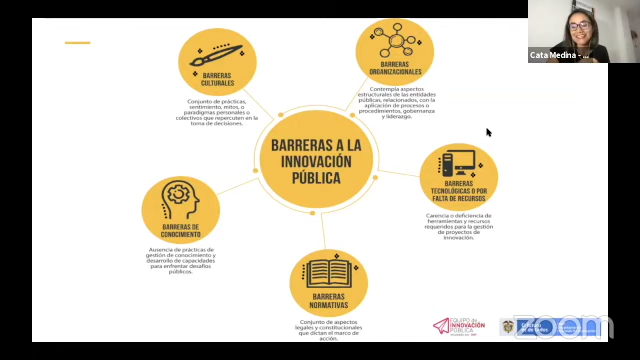 Cata Medina - ...
BARRERAS
CULTURALES
Conjunto de prácticas,
sentimiento, mitos, o
paradigmas personales o
colectivos que repercuten en la
toma de decisiones.
BARRERAS
ORGANIZACIONALES
Contempla aspectos
estructurales de las entidades
públicas, relacionados, con la
aplicación de procesos o
procedimientos, gobernanza
y liderazgo.
BARRERAS A LA
INNOVACIÓN
PÚBLICA
BARRERAS
TECNOLÓGICAS O POR
FALTA DE RECURSOS
Carencia o deficiencia de
herramientas y recursos
requeridos para la gestión
de proyectos de
innovación.
BARRERAS DE
CONOCIMIENTO
Ausencia de prácticas de
gestión de conocimiento y
desarrollo de capacidades
para enfrentar desafíos
públicos.
BARRERAS
NORMATIVAS
Conjunto de aspectos
legales y constitucionales
que dictan el marco de
acción.
EQUIPO de
INNOVACIÓN
PÚBLICA
zoom